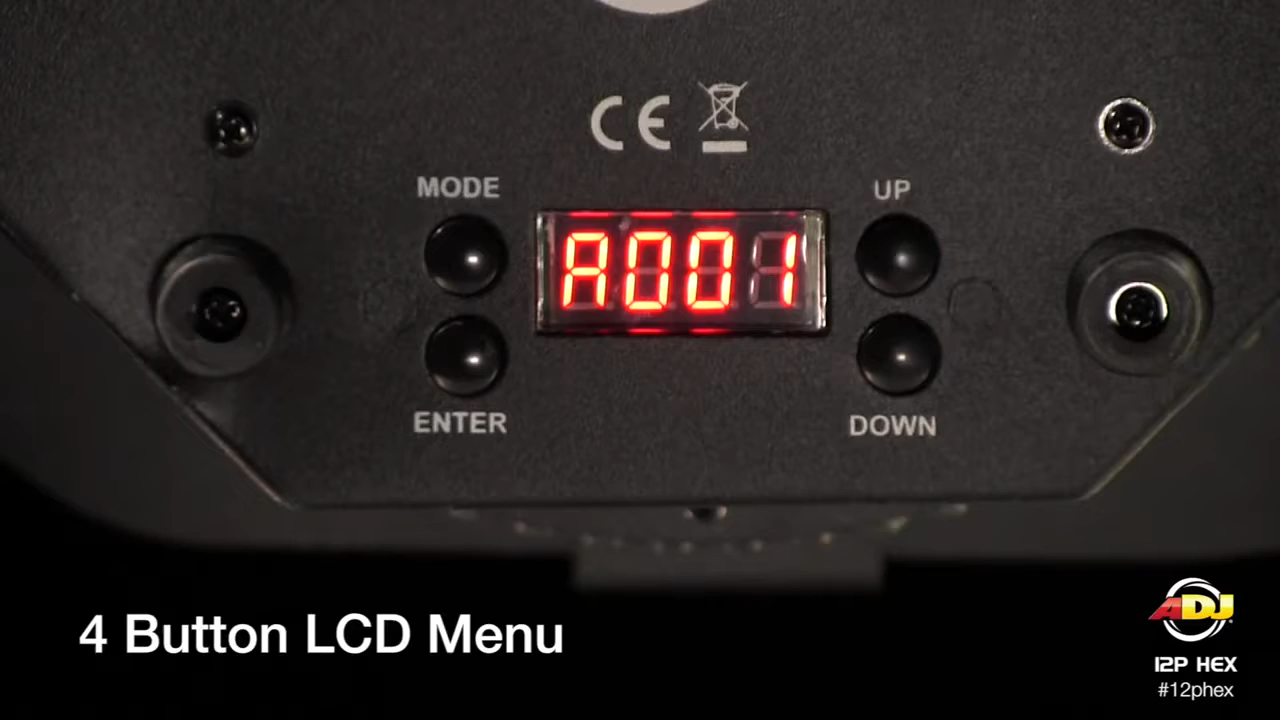 CE
MODE
UP
A001
ENTER
DOWN
4 Button LCD Menu
ADJ
12P HEX
#12phex